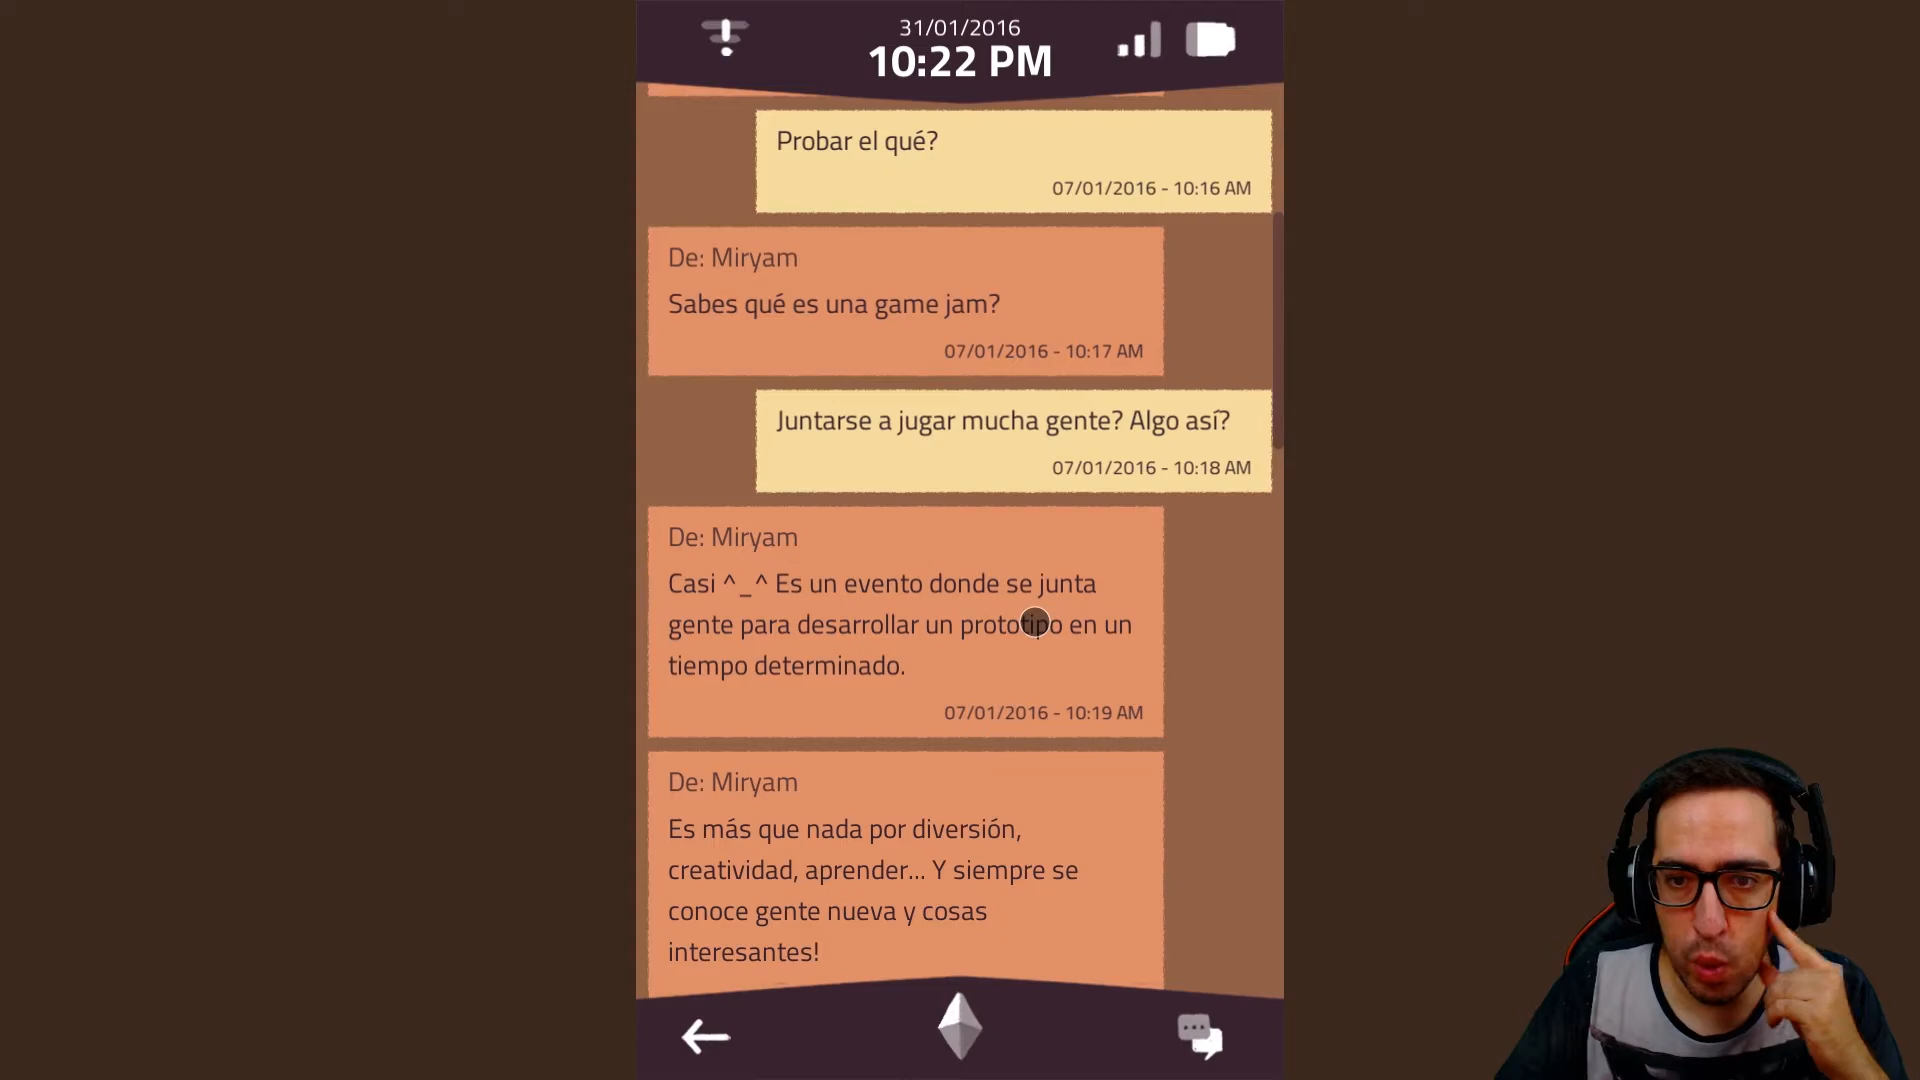 31/01/2016
10:22 PM
Probar el qué?
07/01/2016 - 10:16 AM
De: Miryam
Sabes qué es una game jam?
07/01/2016 - 10:17 AM
Juntarse a jugar mucha gente? Algo así?
07/01/2016 - 10:18 AM
De: Miryam
Casi ^_^ Es un evento donde se junta
gente para desarrollar un prototipo en un
tiempo determinado.
07/01/2016 - 10:19 AM
De: Miryam
Es más que nada por diversión,
creatividad, aprender... Y siempre se
conoce gente nueva y cosas
interesantes!